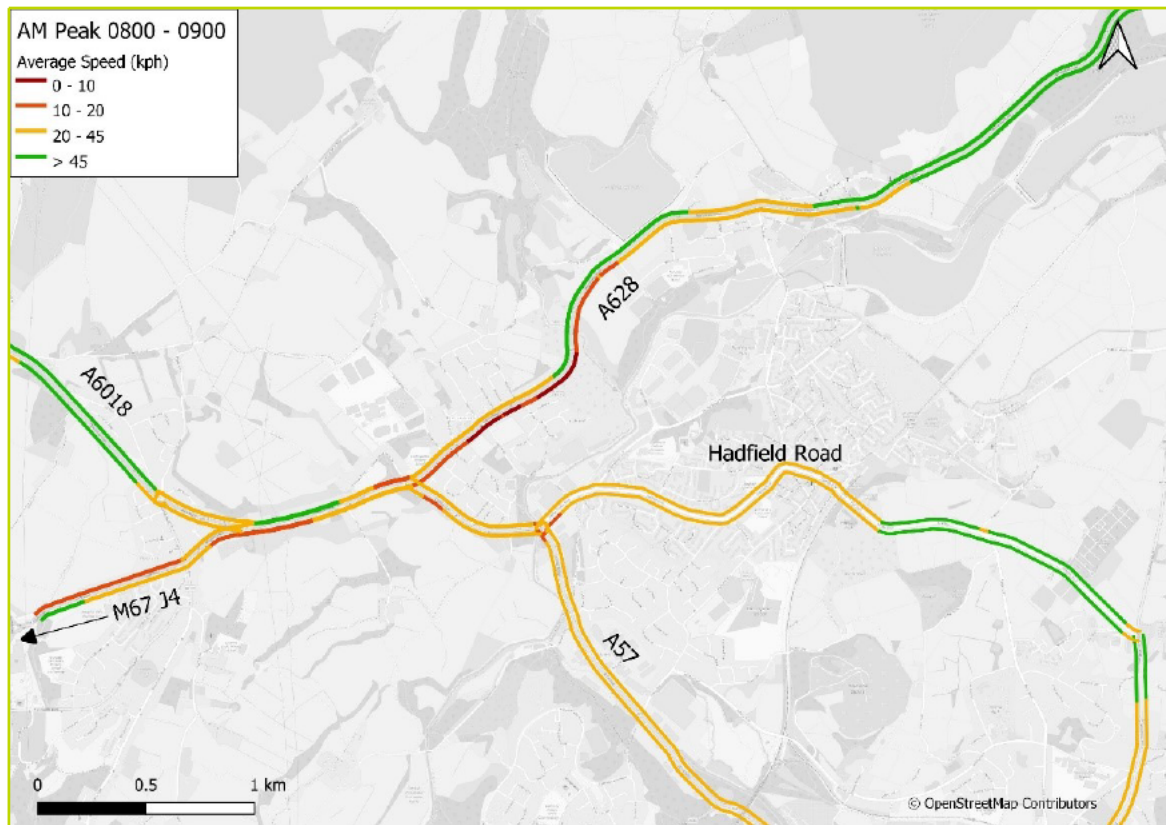 AM Peak 0800 - 0900
Average Speed (kph)
0 - 10
10 - 20
20 - 45
> 45
A628
A6018
Hadfield Road
M67 J4
A57
0 0.5 1 km
© OpenStreetMap Contributors